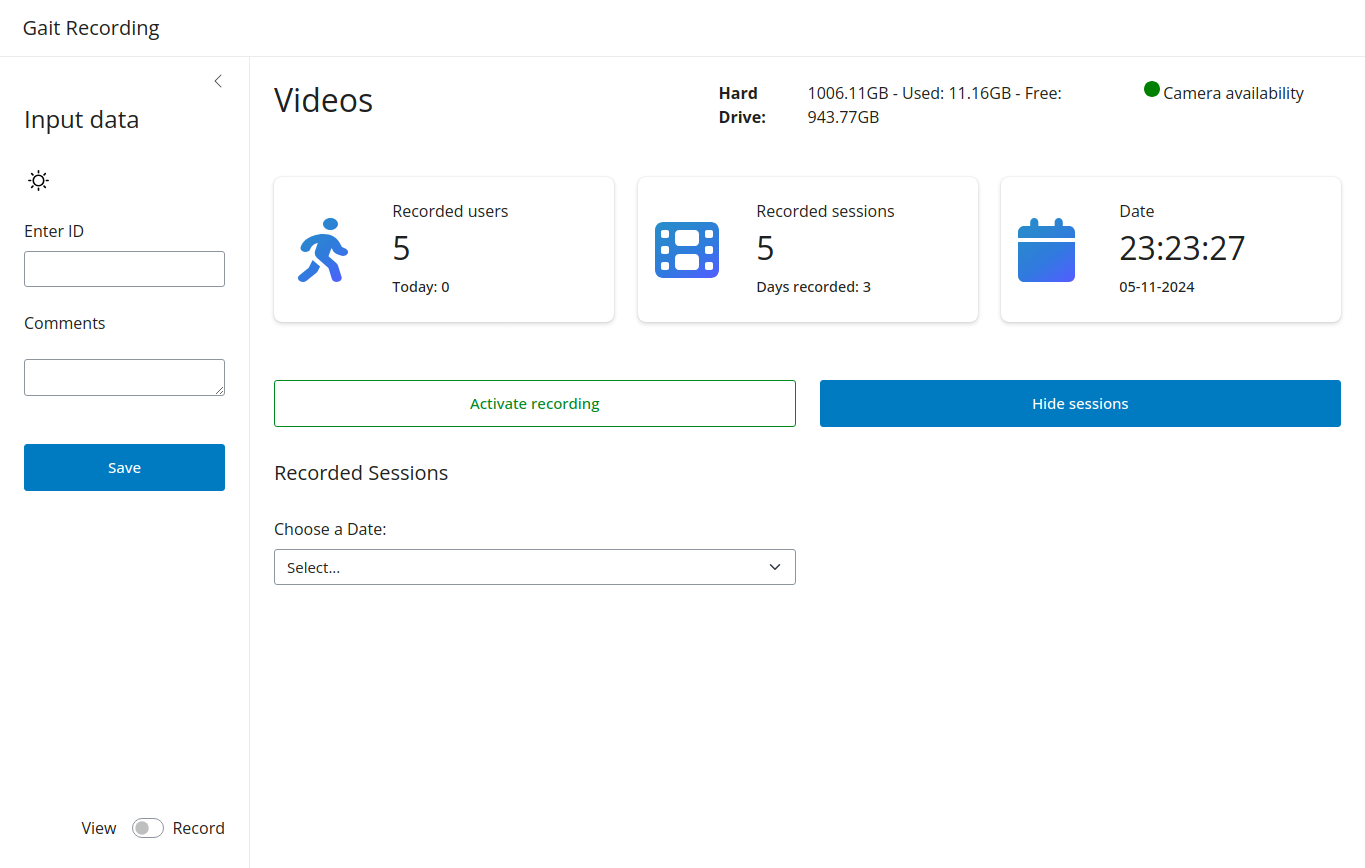 Gait Recording
Input data
Enter ID
Comments
Save
View Record
Videos
Hard
Drive:
1006.11GB - Used: 11.16GB - Free:
943.77GB
Camera availability
Recorded users
5
Today: 0
Recorded sessions
5
Days recorded: 3
Date
23:23:27
05-11-2024
Activate recording
Hide sessions
Recorded Sessions
Choose a Date:
Select...